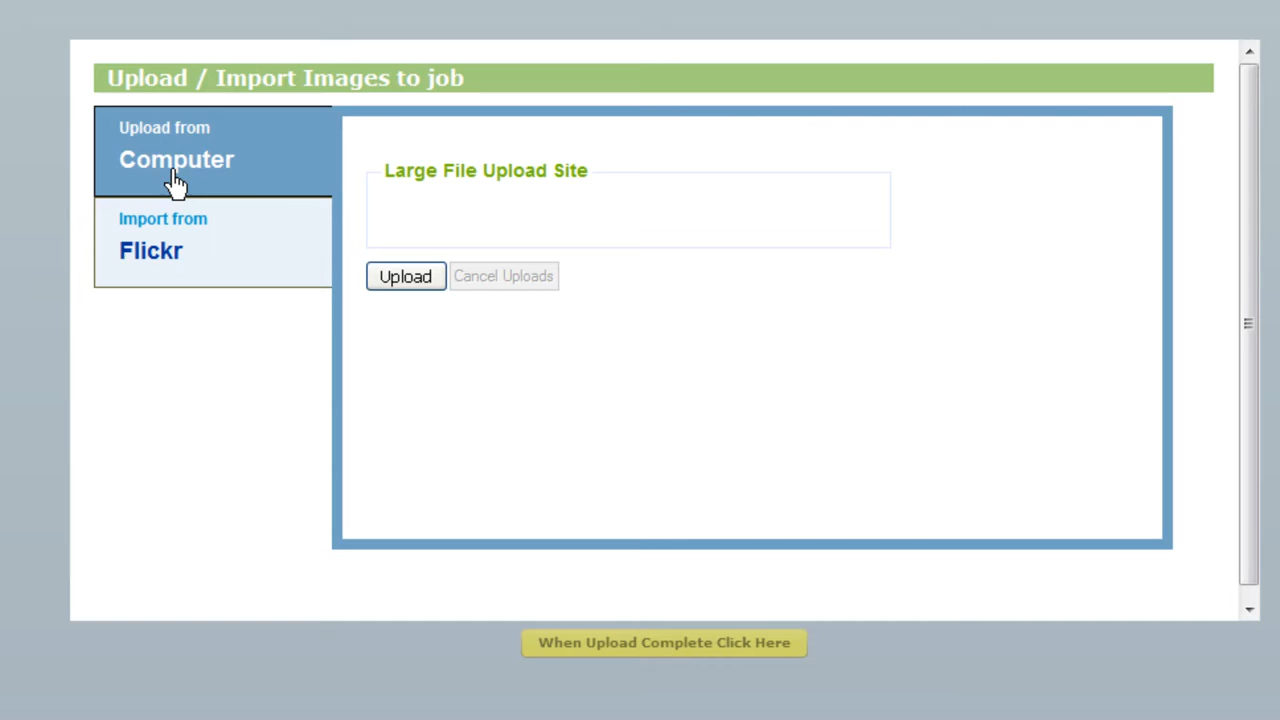 Upload / Import Images to job
Upload from
Computer
Import from
Flickr
Large File Upload Site
Upload
Cancel Uploads
When Upload Complete Click Here